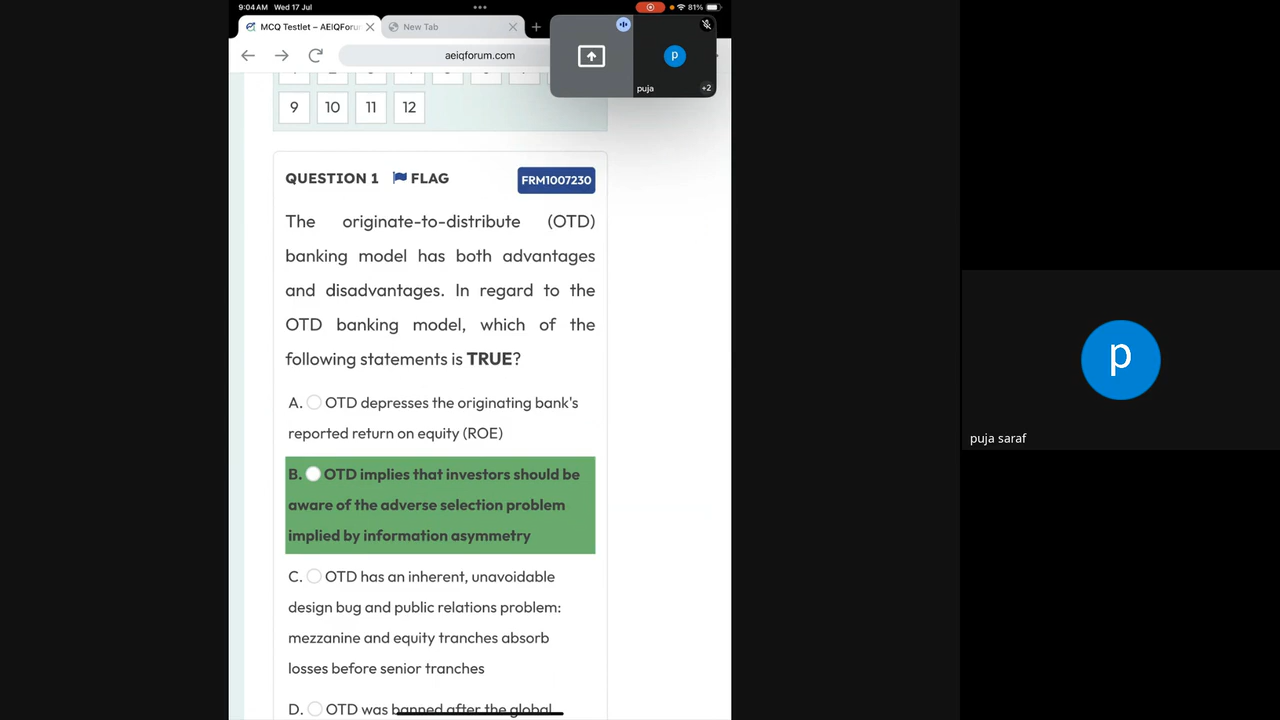 9:04AM Wed 17 Jul
81%
MCQ Testlet – AEIQForu
New Tab
aeiqforum.com
p
puja
+2
9 10 11 12
QUESTION 1 FLAG FRM1007230
The originate-to-distribute (OTD)
banking model has both advantages
and disadvantages. In regard to the
OTD banking model, which of the
following statements is TRUE?
A. OTD depresses the originating bank's
reported return on equity (ROE)
B. OTD implies that investors should be
aware of the adverse selection problem
implied by information asymmetry
C. OTD has an inherent, unavoidable
design bug and public relations problem:
mezzanine and equity tranches absorb
losses before senior tranches
D. OTD was banned after the global
p
puja saraf